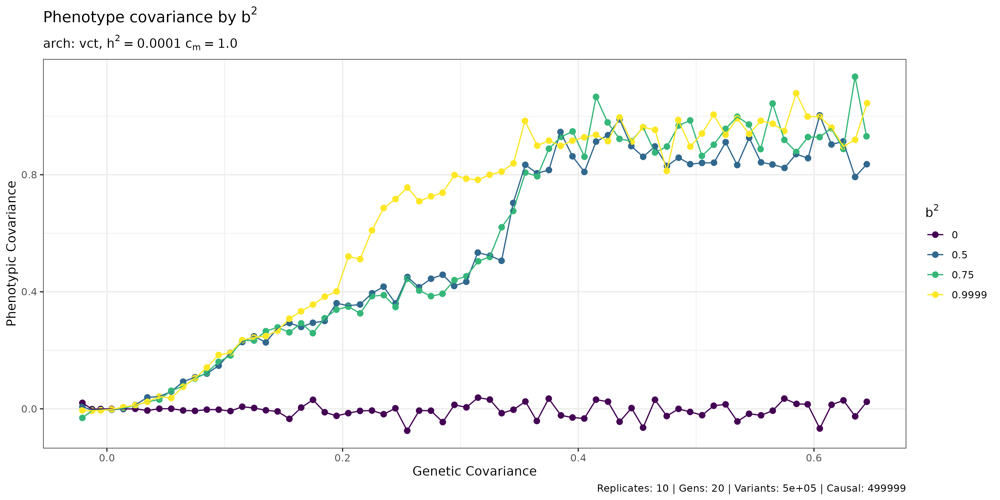 Phenotype covariance by b²
arch: vct, h² = 0.0001 cₘ = 1.0
Phenotypic Covariance
0.8
0.4
0.0
0.0 0.2 0.4 0.6
Genetic Covariance
b²
0
0.5
0.75
0.9999
Replicates: 10 | Gens: 20 | Variants: 5e+05 | Causal: 499999